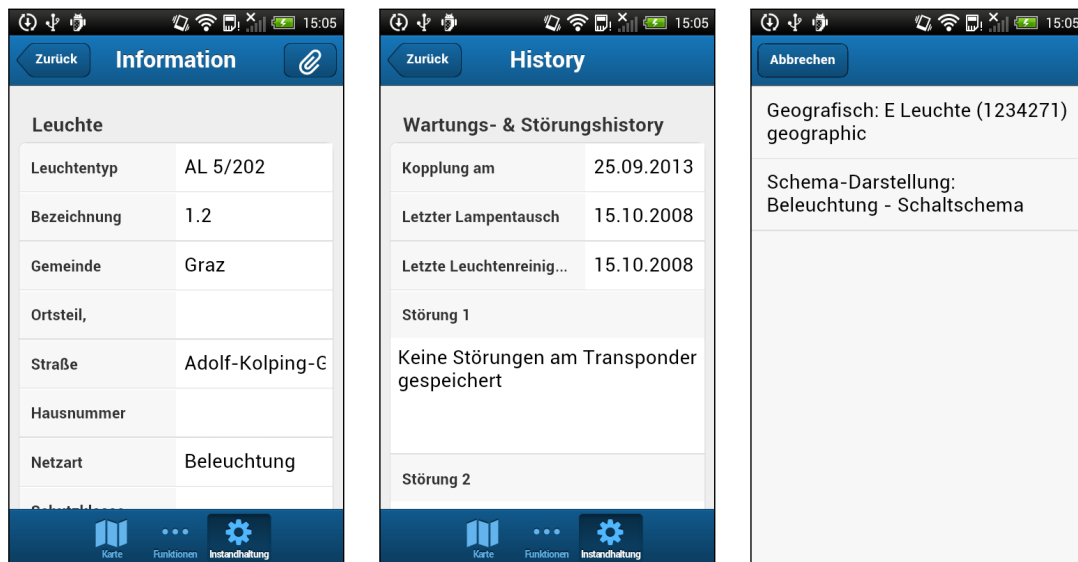 15:05
Zurück Information
Leuchte
Leuchtentyp AL 5/202
Bezeichnung 1.2
Gemeinde Graz
Ortsteil,
Straße Adolf-Kolping-G
Hausnummer
Netzart Beleuchtung
Karte Funktionen Instandhaltung
15:05
Zurück History
Wartungs- & Störungshistory
Kopplung am 25.09.2013
Letzter Lampentausch 15.10.2008
Letzte Leuchtenreinig... 15.10.2008
Störung 1
Keine Störungen am Transponder
gespeichert
Störung 2
Karte Funktionen Instandhaltung
15:05
Abbrechen
Geografisch: E Leuchte (1234271)
geographic
Schema-Darstellung:
Beleuchtung - Schaltschema